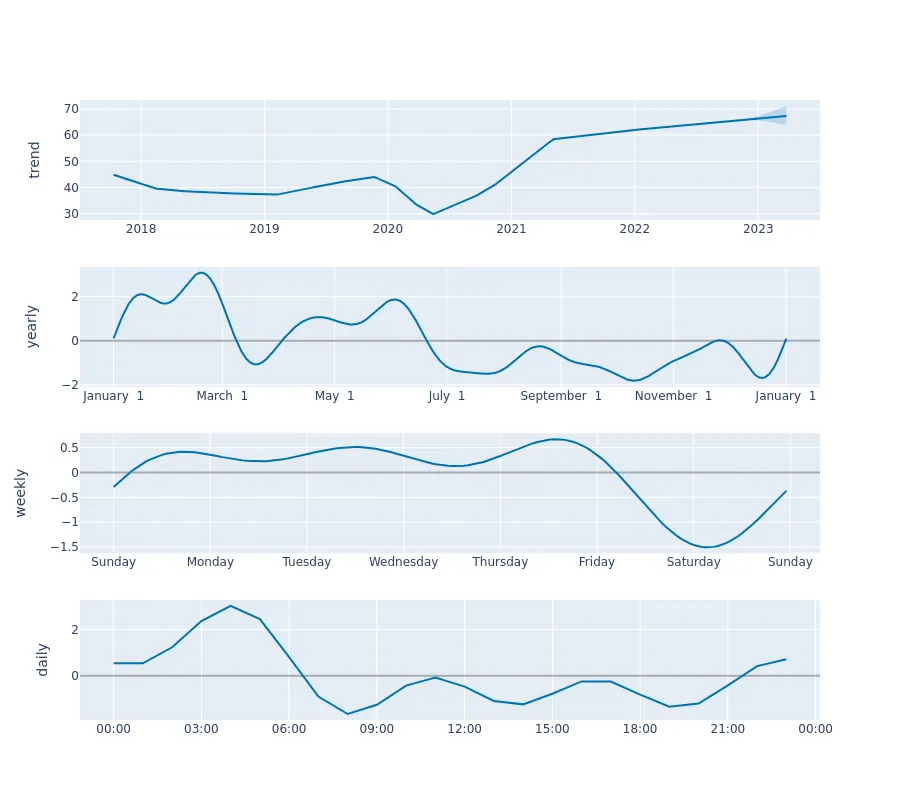 trend
70
60
50
40
30
2018 2019 2020 2021 2022 2023
yearly
2
0
−2
January 1 March 1 May 1 July 1 September 1 November 1 January 1
weekly
0.5
0
−0.5
−1
−1.5
Sunday Monday Tuesday Wednesday Thursday Friday Saturday Sunday
daily
2
0
00:00 03:00 06:00 09:00 12:00 15:00 18:00 21:00 00:00